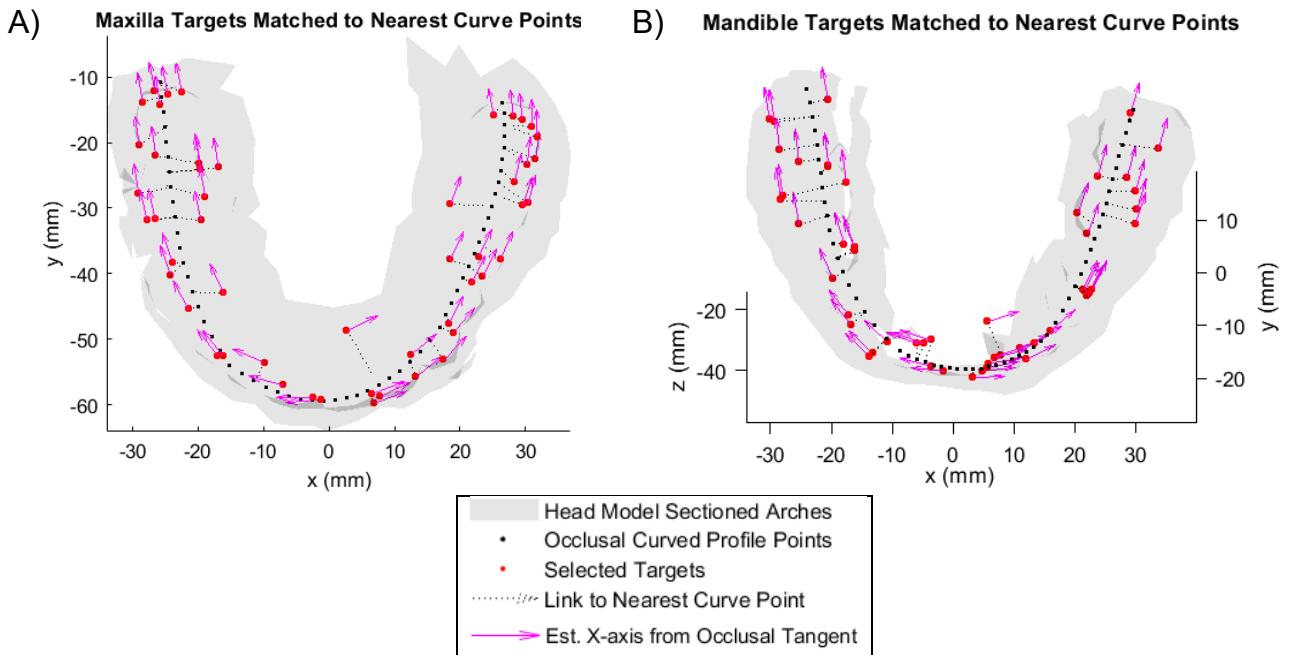 A)
Maxilla Targets Matched to Nearest Curve Points
-10
-20
-30
-40
-50
-60
y (mm)
-30 -20 -10 0 10 20 30
x (mm)
B)
Mandible Targets Matched to Nearest Curve Points
-20
-40
z (mm)
10
0
-10
-20
y (mm)
-30 -20 -10 0 10 20 30
x (mm)
Head Model Sectioned Arches
Occlusal Curved Profile Points
Selected Targets
Link to Nearest Curve Point
Est. X-axis from Occlusal Tangent